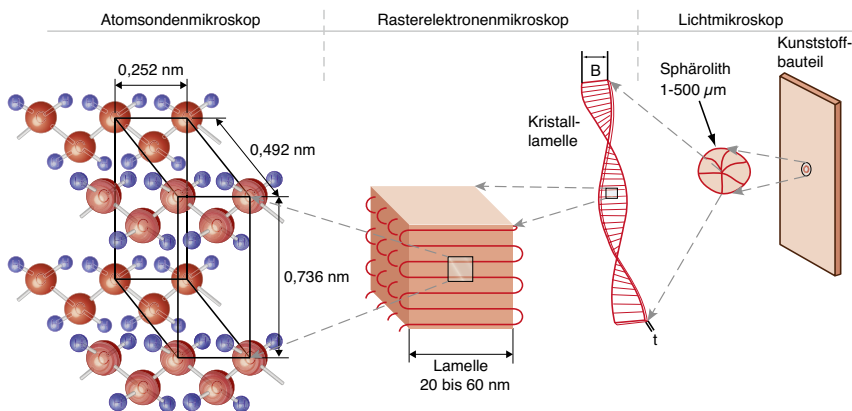 Atomsondenmikroskop
Rasterelektronenmikroskop
Lichtmikroskop
0,252 nm
0,492 nm
0,736 nm
Lamelle
20 bis 60 nm
B
Kristall-
lamelle
t
Sphärolith
1-500 µm
Kunststoff-
bauteil